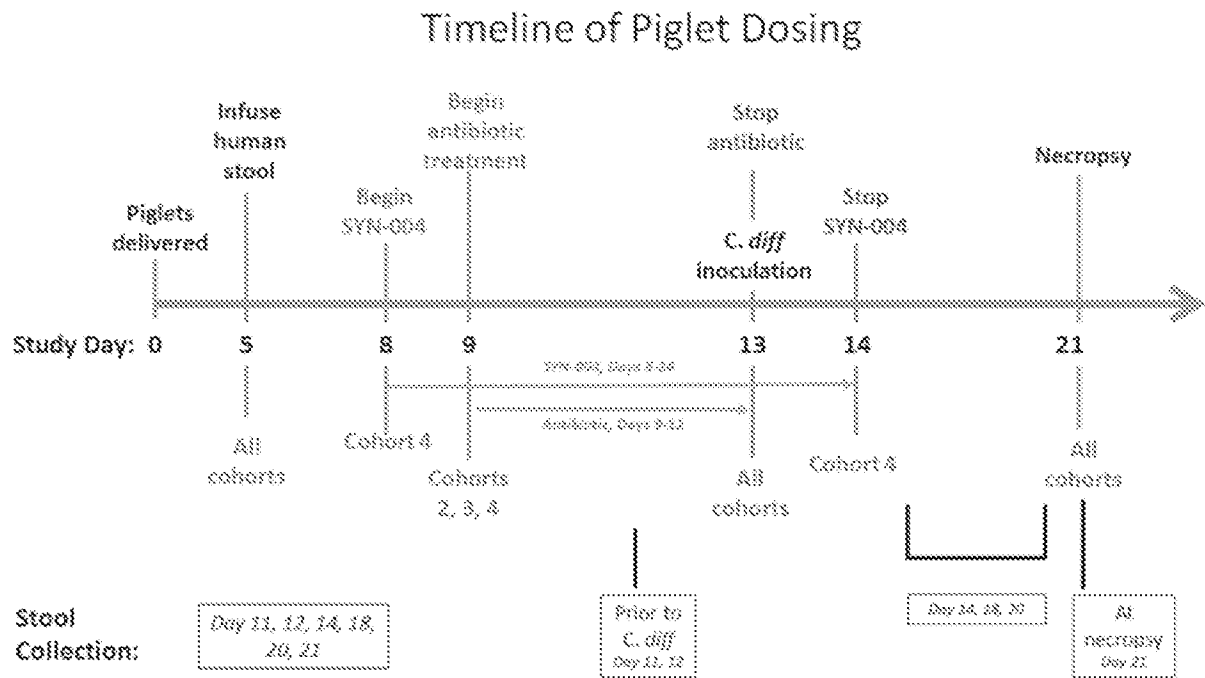 Timeline of Piglet Dosing
Infuse
human
stool
Begin
antibiotic
treatment
Stop
antibiotic
Necropsy
Begin
SYN-004
Stop
SYN-004
Piglets
delivered
C. diff
inoculation
Study Day: 0 5 8 9 13 14 21
SYN-004, Days 8-14
Antibiotic, Days 9-12
All
cohorts
Cohort 4
Cohorts
2, 3, 4
All
cohorts
Cohort 4
All
cohorts
Stool
Collection:
Day 11, 12, 14, 18,
20, 21
Prior to
C. diff
Day 11, 12
Day 14, 18, 20
At
necropsy
Day 21